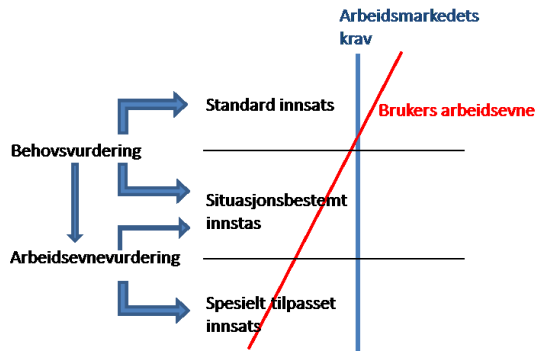 Arbeidsmarkedets
krav
Standard innsats
Brukers arbeidsevne
Behovsvurdering
Situasjonsbestemt
innstas
Arbeidsevnevurdering
Spesielt tilpasset
innsats